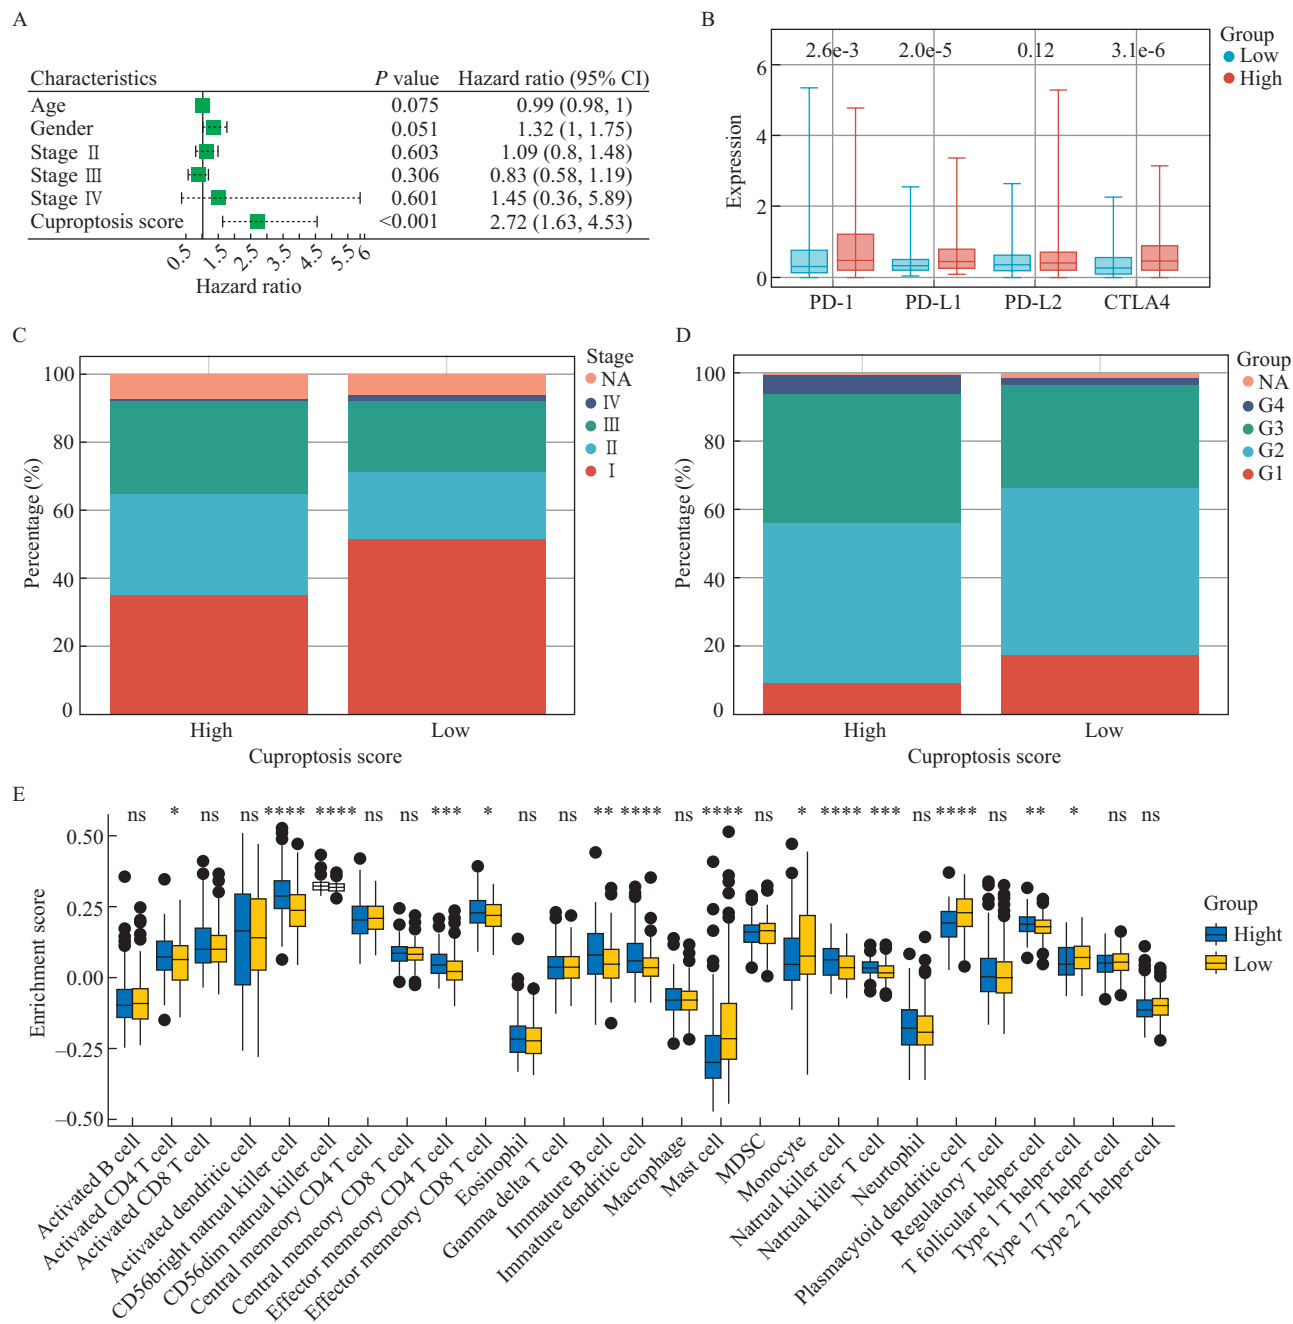 A
Characteristics P value Hazard ratio (95% CI)
Age 0.075 0.99 (0.98, 1)
Gender 0.051 1.32 (1, 1.75)
Stage Ⅱ 0.603 1.09 (0.8, 1.48)
Stage Ⅲ 0.306 0.83 (0.58, 1.19)
Stage Ⅳ 0.601 1.45 (0.36, 5.89)
Cuproptosis score <0.001 2.72 (1.63, 4.53)
0.5 1.5 2.5 3.5 4.5 5.5 6
Hazard ratio
B
Group
Low
High
2.6e-3 2.0e-5 0.12 3.1e-6
6
4
2
0
Expression
PD-1 PD-L1 PD-L2 CTLA4
C
Stage
NA
Ⅳ
Ⅲ
Ⅱ
Ⅰ
100
80
60
40
20
0
Percentage (%)
High Low
Cuproptosis score
D
Group
NA
G4
G3
G2
G1
100
80
60
40
20
0
Percentage (%)
High Low
Cuproptosis score
E
ns * ns ns **** **** ns ns *** * ns ns ** **** ns **** ns * **** *** ns **** ns ** * ns ns
0.50
0.25
0.00
−0.25
−0.50
Enrichment score
Group
Hight
Low
Activated B cell
Activated CD4 T cell
Activated CD8 T cell
Activated dendritic cell
CD56bright natrual killer cell
CD56dim natrual killer cell
Central memory CD4 T cell
Central memory CD8 T cell
Effector memory CD4 T cell
Effector memeory CD8 T cell
Eosinophil
Gamma delta T cell
Immature B cell
Immature dendritic cell
Macrophage
Mast cell
MDSC
Monocyte
Natrual killer cell
Natrual killer T cell
Neurtophil
Plasmacytoid dendritic cell
Regulatory T cell
T follicular helper cell
Type 1 T helper cell
Type 17 T helper cell
Type 2 T helper cell